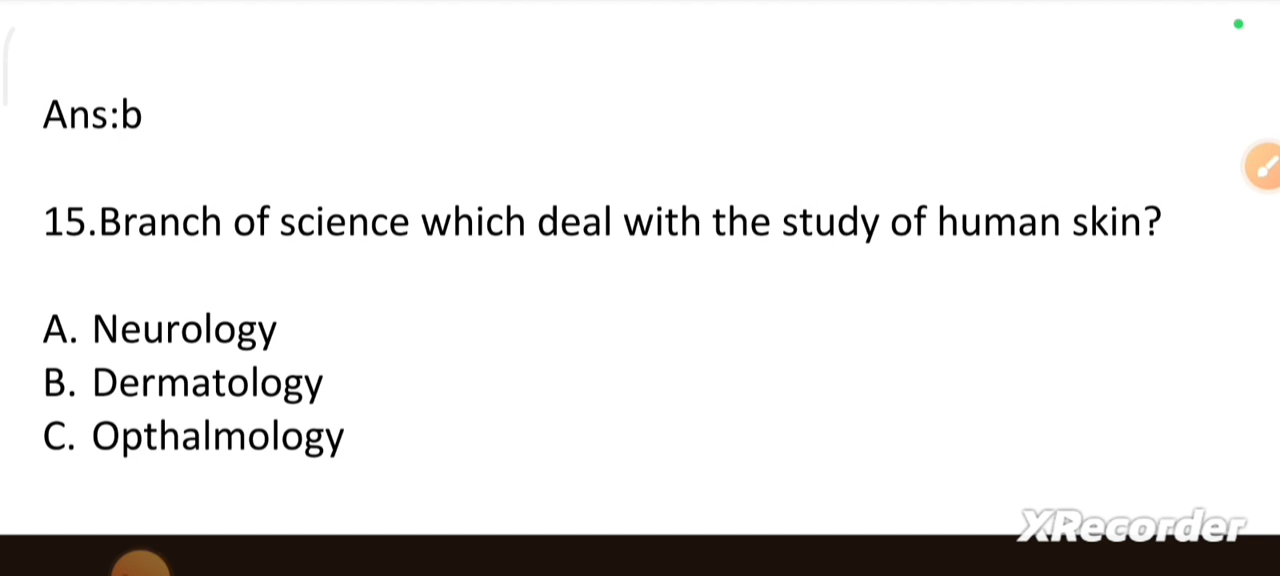 Ans:b
15.Branch of science which deal with the study of human skin?
A. Neurology
B. Dermatology
C. Opthalmology
XRecorder